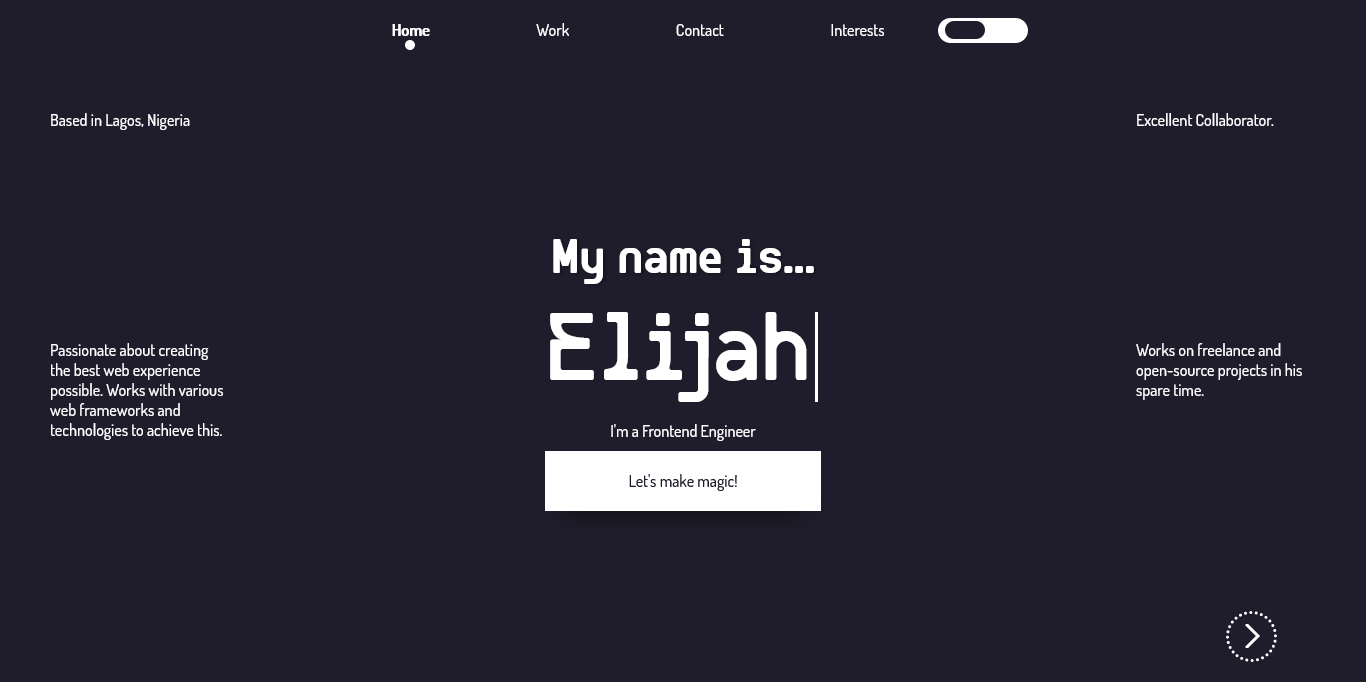 Home
Work
Contact
Interests
Based in Lagos, Nigeria
Excellent Collaborator.
My name is...
Elijah
Passionate about creating
the best web experience
possible. Works with various
web frameworks and
technologies to achieve this.
Works on freelance and
open-source projects in his
spare time.
I'm a Frontend Engineer
Let's make magic!